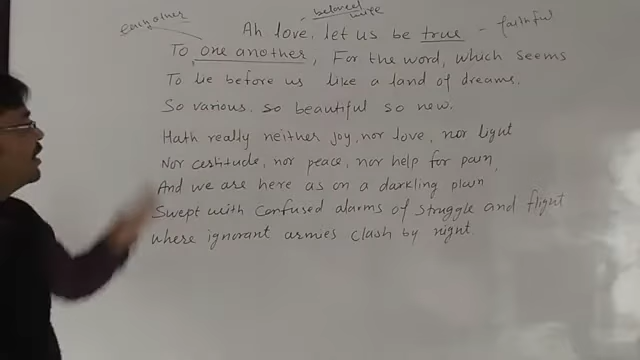 beloved
wife
each other
Ah love, let us be true - faithful
To one another, For the word, which seems
To lie before us like a land of dreams.
So various, so beautiful so new.
Hath really neither joy, nor love, nor light
Nor cestitude, nor peace, nor help for pain,
And we are here as on a darkling plain
Swept with confused alarms of struggle and flight
where ignorant armies clash by night.